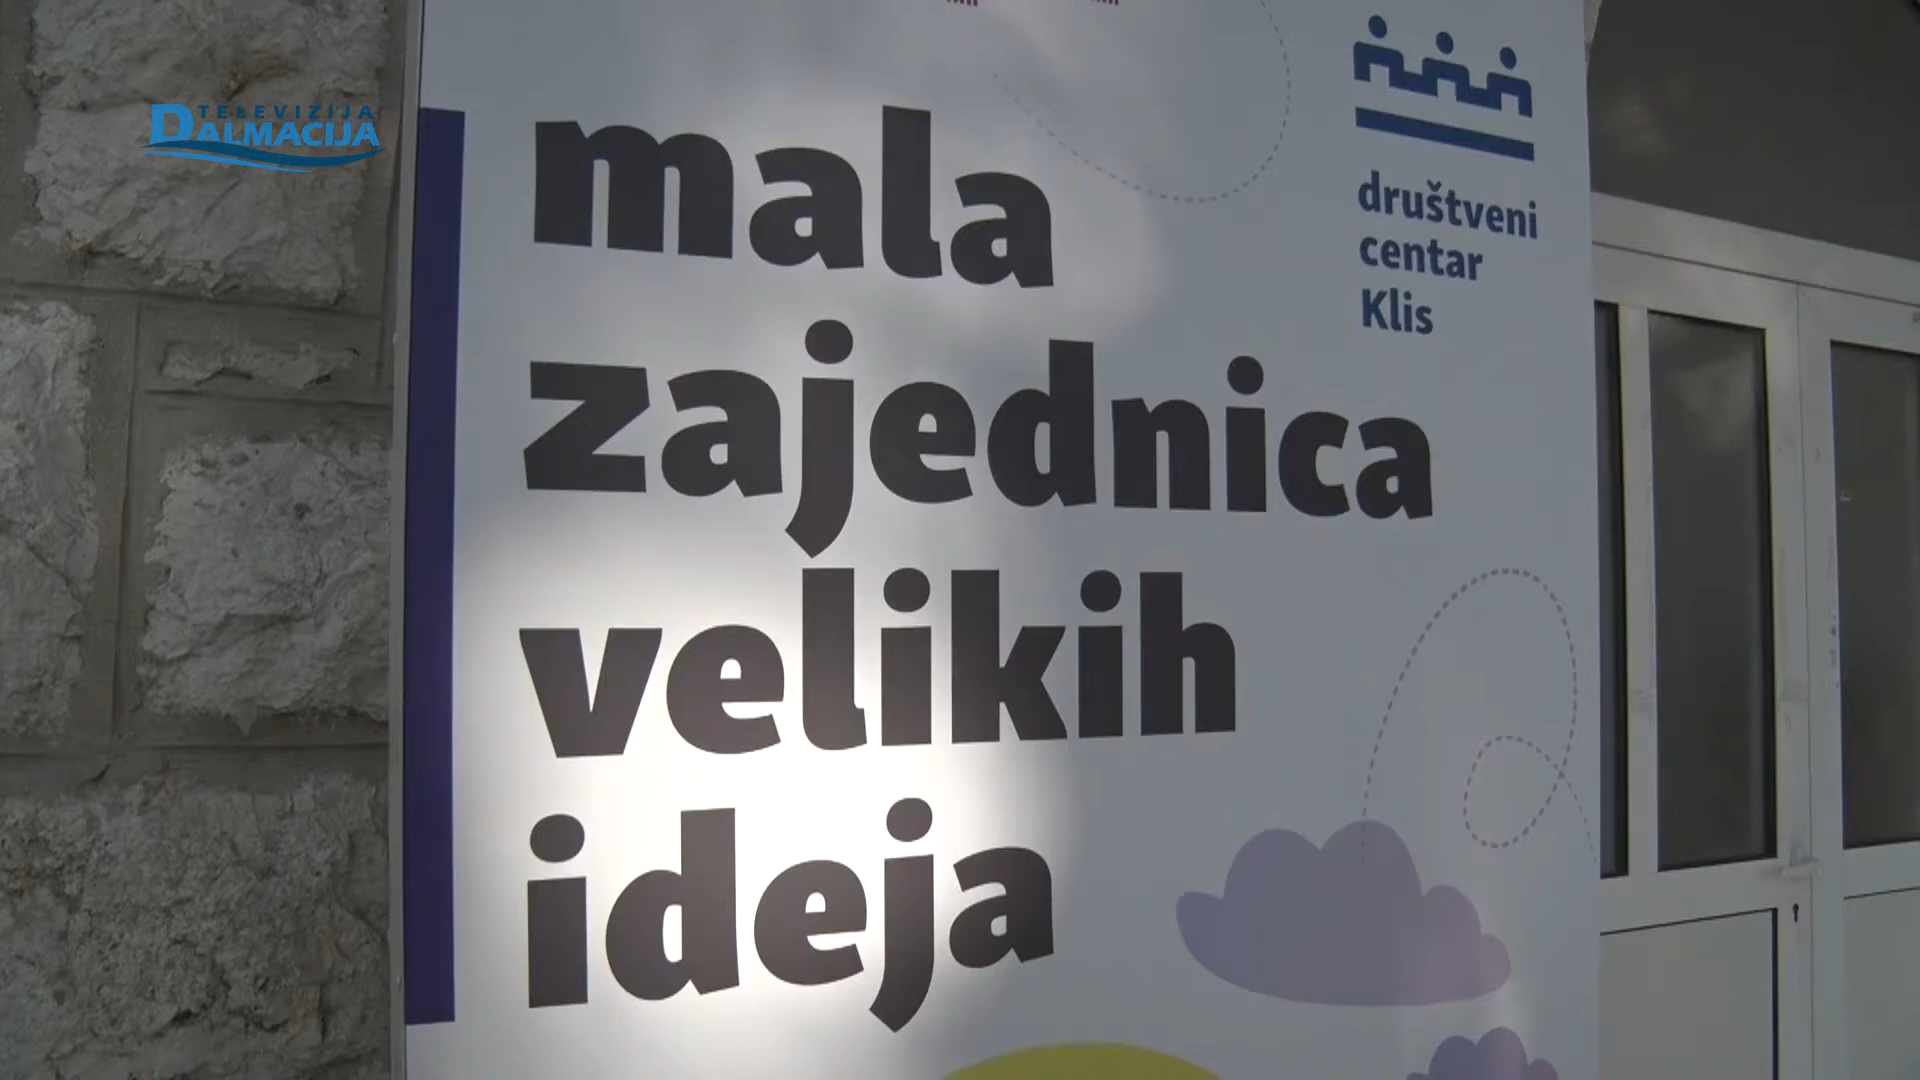 TELEVIZIJA
DALMACIJA
mala
zajednica
velikih
ideja
društveni
centar
Klis